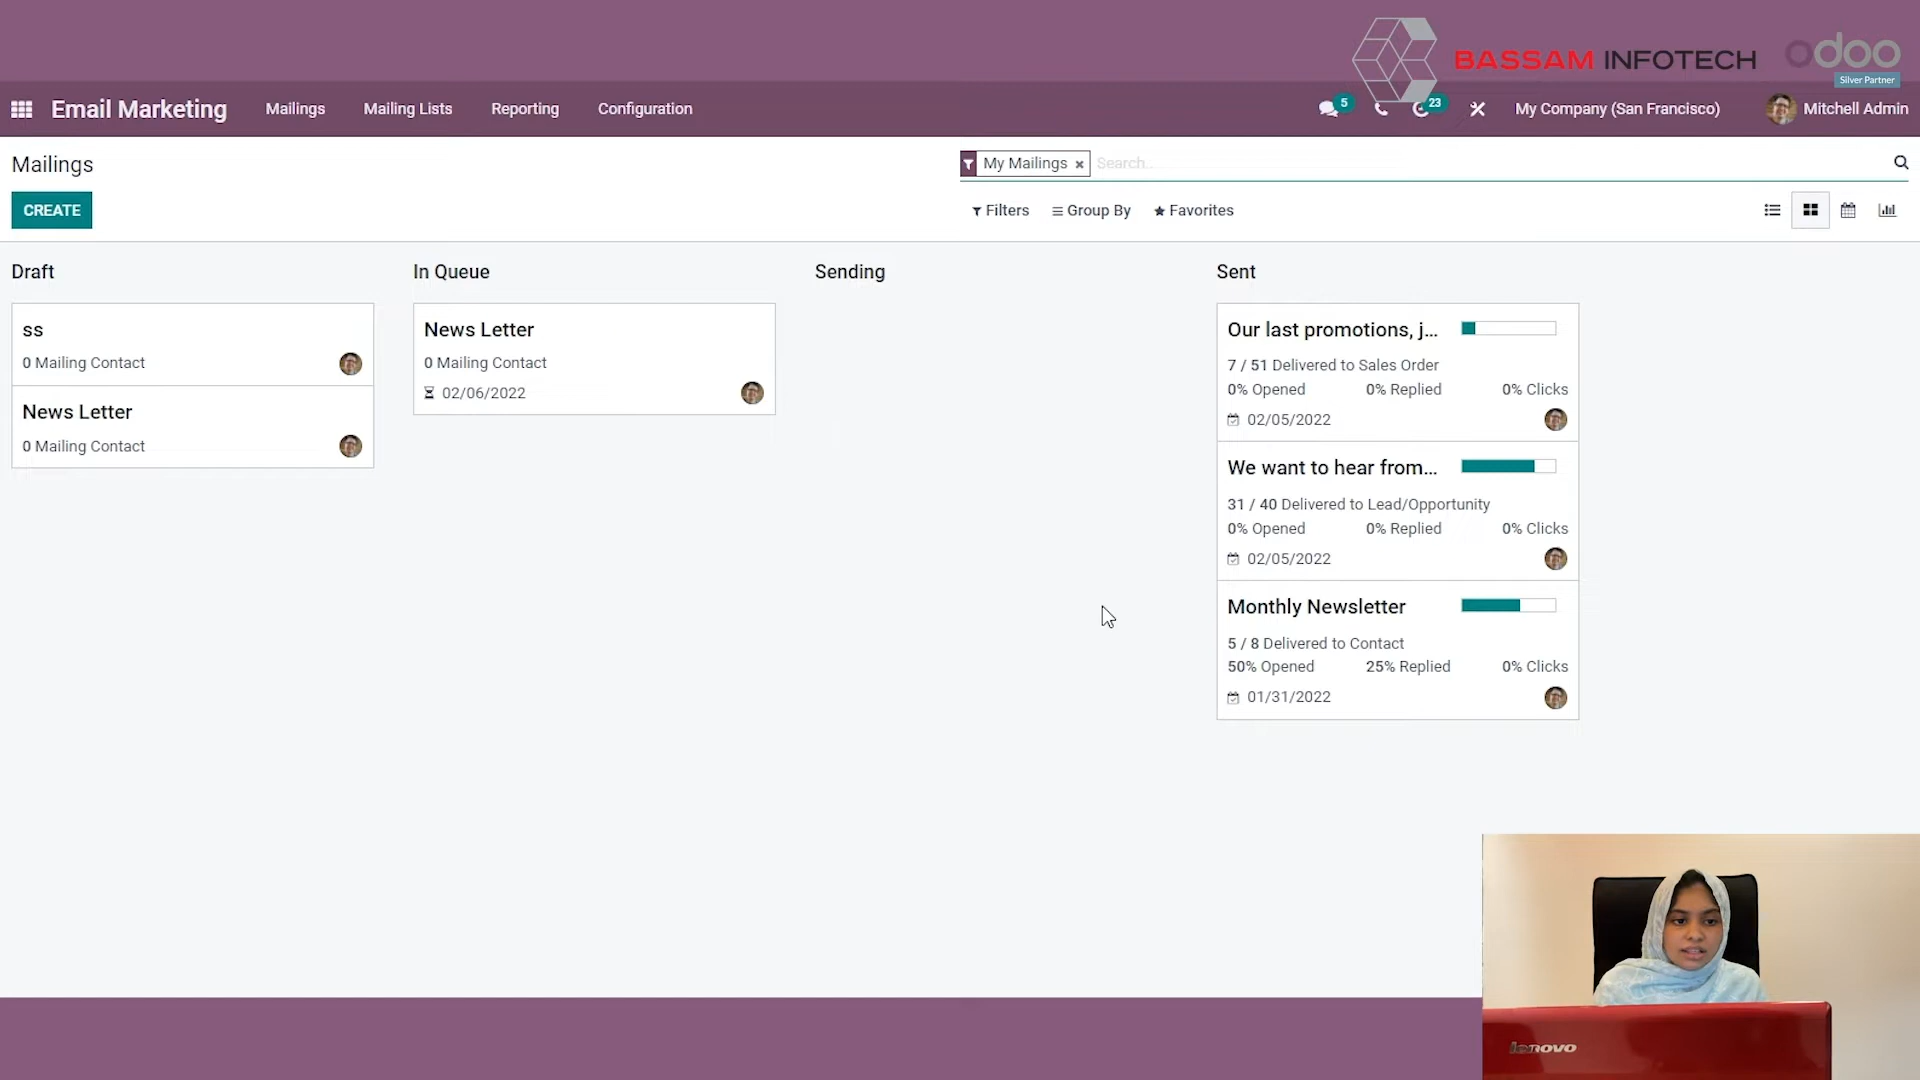 BASSAM INFOTECH
odoo
Silver Partner
Email Marketing
Mailings
Mailing Lists
Reporting
Configuration
5
23
My Company (San Francisco)
Mitchell Admin
Mailings
My Mailings ×
Search...
CREATE
Filters
Group By
Favorites
Draft
In Queue
Sending
Sent
ss
0 Mailing Contact
News Letter
0 Mailing Contact
News Letter
0 Mailing Contact
02/06/2022
Our last promotions, j...
7 / 51 Delivered to Sales Order
0% Opened 0% Replied 0% Clicks
02/05/2022
We want to hear from...
31 / 40 Delivered to Lead/Opportunity
0% Opened 0% Replied 0% Clicks
02/05/2022
Monthly Newsletter
5 / 8 Delivered to Contact
50% Opened 25% Replied 0% Clicks
01/31/2022
lenovo